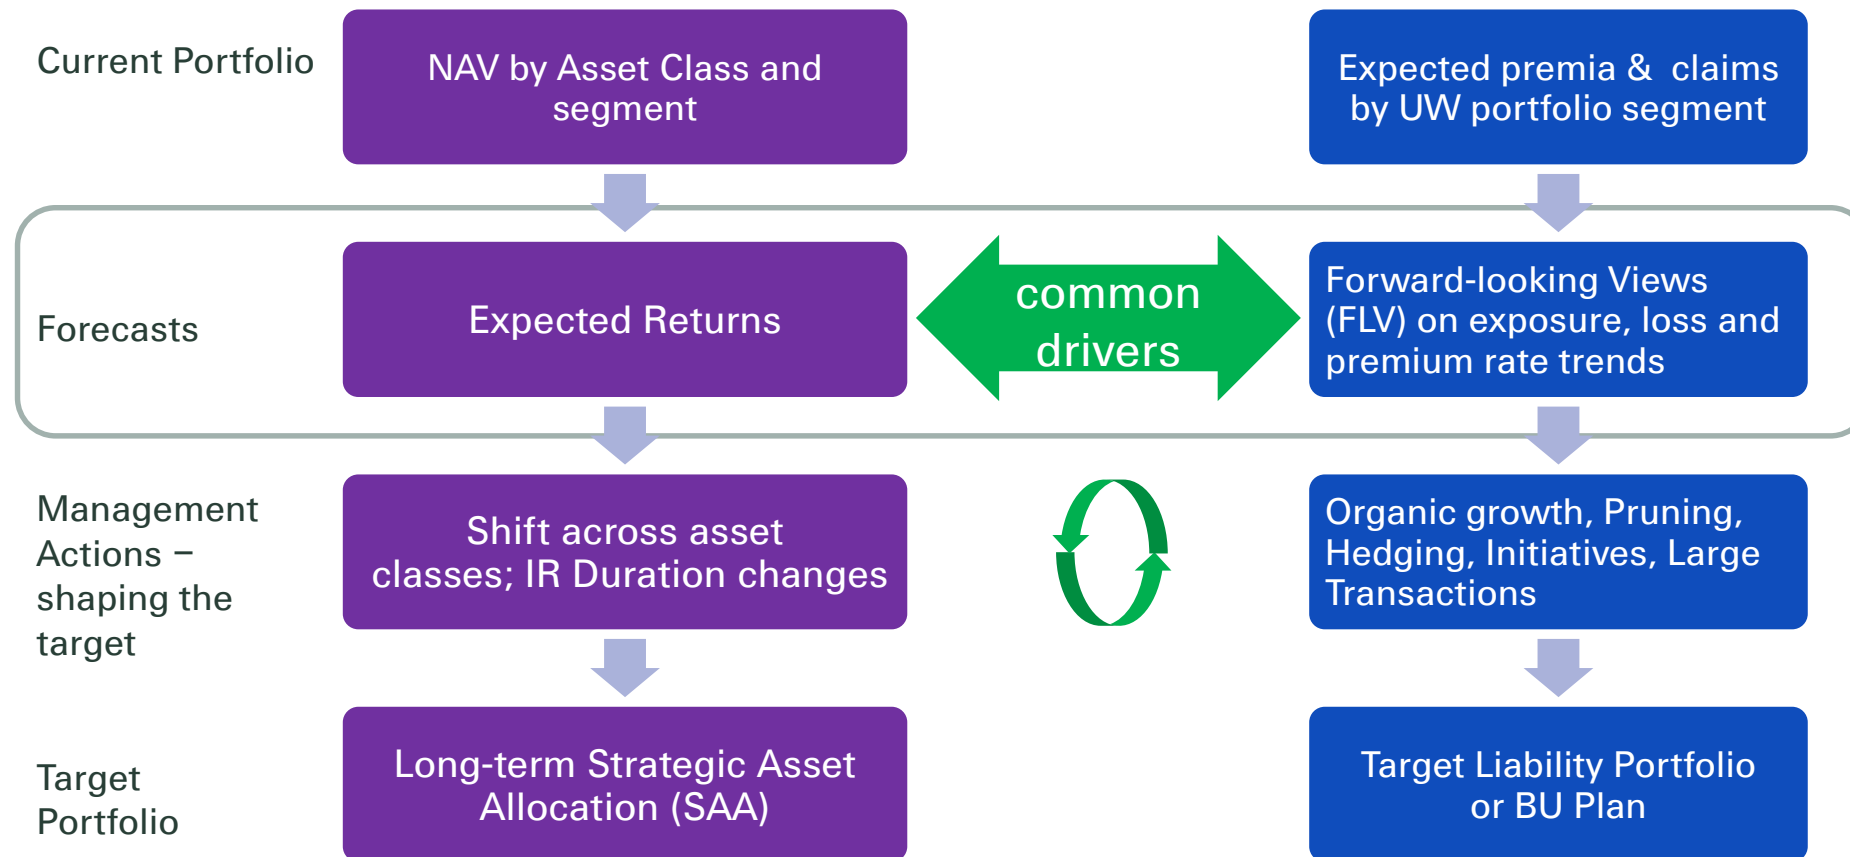 Current Portfolio
NAV by Asset Class and
segment
Expected premia & claims
by UW portfolio segment
Forecasts
Expected Returns
common
drivers
Forward-looking Views
(FLV) on exposure, loss and
premium rate trends
Management
Actions –
shaping the
target
Shift across asset
classes; IR Duration changes
Organic growth, Pruning,
Hedging, Initiatives, Large
Transactions
Target
Portfolio
Long-term Strategic Asset
Allocation (SAA)
Target Liability Portfolio
or BU Plan